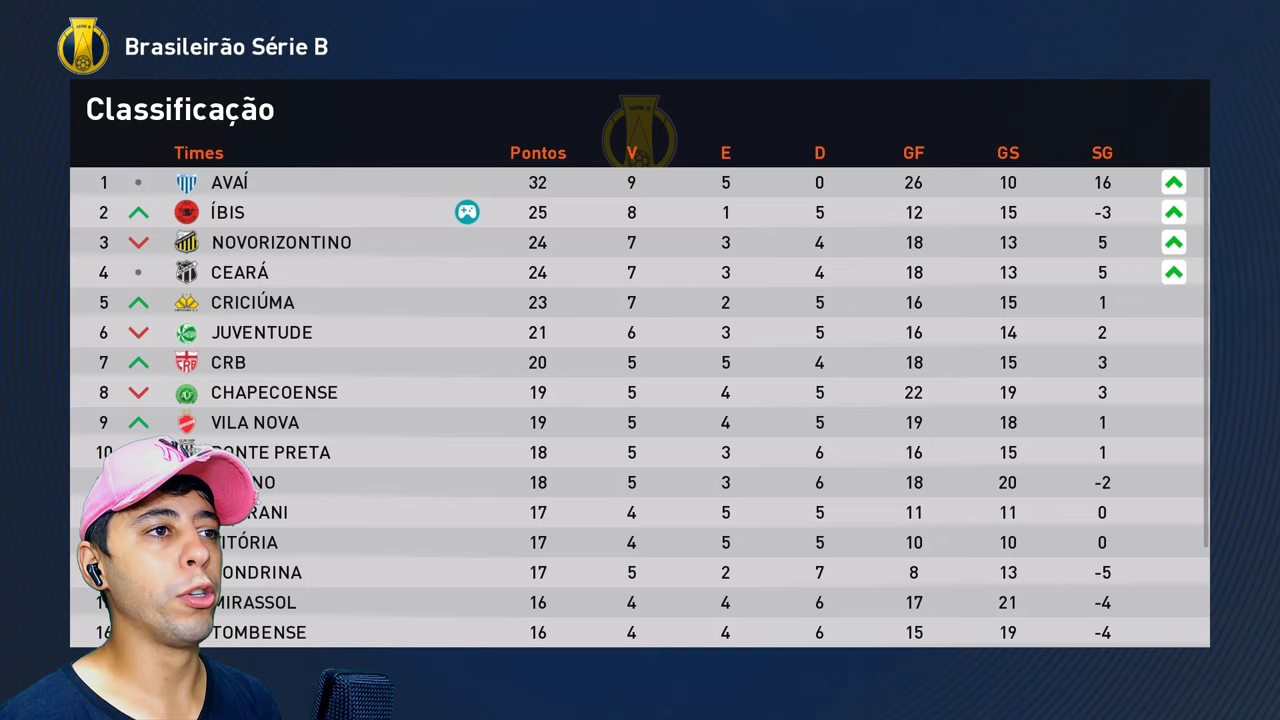 Brasileirão Série B
Classificação
Times Pontos V E D GF GS SG
1 AVAÍ 32 9 5 0 26 10 16
2 ÍBIS 25 8 1 5 12 15 -3
3 NOVORIZONTINO 24 7 3 4 18 13 5
4 CEARÁ 24 7 3 4 18 13 5
5 CRICIÚMA 23 7 2 5 16 15 1
6 JUVENTUDE 21 6 3 5 16 14 2
7 CRB 20 5 5 4 18 15 3
8 CHAPECOENSE 19 5 4 5 22 19 3
9 VILA NOVA 19 5 4 5 19 18 1
10 PONTE PRETA 18 5 3 6 16 15 1
NO 18 5 3 6 18 20 -2
RANI 17 4 5 5 11 11 0
ITÓRIA 17 4 5 5 10 10 0
ONDRINA 17 5 2 7 8 13 -5
MIRASSOL 16 4 4 6 17 21 -4
16 TOMBENSE 16 4 4 6 15 19 -4